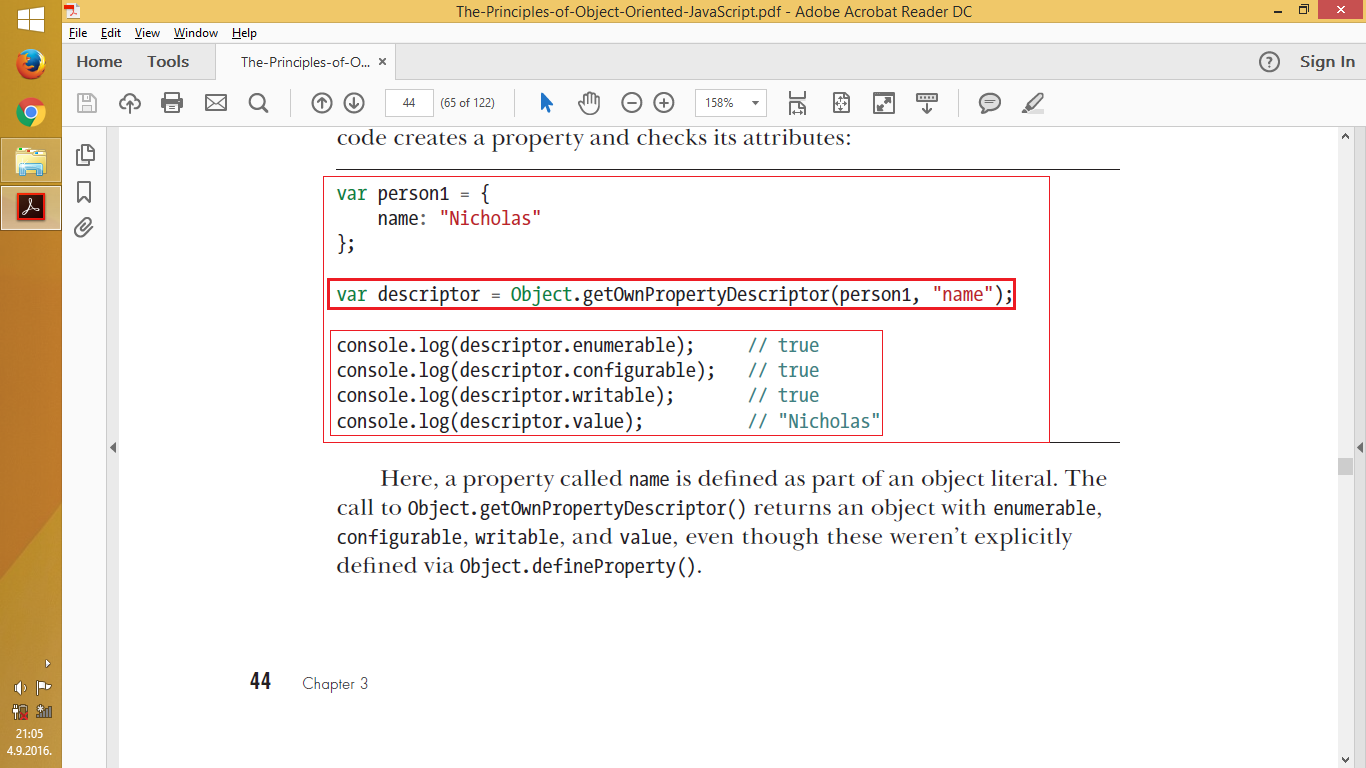 The-Principles-of-Object-Oriented-JavaScript.pdf - Adobe Acrobat Reader DC
File Edit View Window Help
Home Tools The-Principles-of-O... × Sign In
44 (65 of 122) 158%
code creates a property and checks its attributes:
var person1 = {
name: "Nicholas"
};
var descriptor = Object.getOwnPropertyDescriptor(person1, "name");
console.log(descriptor.enumerable); // true
console.log(descriptor.configurable); // true
console.log(descriptor.writable); // true
console.log(descriptor.value); // "Nicholas"
Here, a property called name is defined as part of an object literal. The
call to Object.getOwnPropertyDescriptor() returns an object with enumerable,
configurable, writable, and value, even though these weren't explicitly
defined via Object.defineProperty().
44 Chapter 3
21:05
4.9.2016.